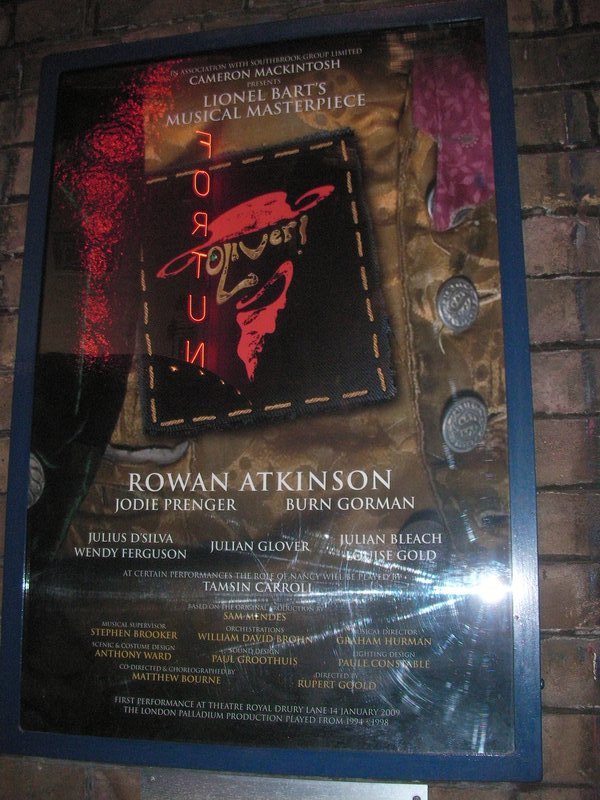 IN ASSOCIATION WITH SOUTHBROOK GROUP LIMITED
CAMERON MACKINTOSH
PRESENTS
LIONEL BART'S
MUSICAL MASTERPIECE
FORTUN
Oliver!
ROWAN ATKINSON
JODIE PRENGER BURN GORMAN
JULIUS D'SILVA JULIAN GLOVER JULIAN BLEACH
WENDY FERGUSON LOUISE GOLD
AT CERTAIN PERFORMANCES THE ROLE OF NANCY WILL BE PLAYED BY
TAMSIN CARROLL
BASED ON THE ORIGINAL PRODUCTION BY
SAM MENDES
MUSICAL SUPERVISOR ORCHESTRATIONS MUSICAL DIRECTOR
STEPHEN BROOKER WILLIAM DAVID BROHN GRAHAM HURMAN
SCENIC & COSTUME DESIGN SOUND DESIGN LIGHTING DESIGN
ANTHONY WARD PAUL GROOTHUIS PAULE CONSTABLE
CO-DIRECTED & CHOREOGRAPHED BY DIRECTED BY
MATTHEW BOURNE RUPERT GOOLD
FIRST PERFORMANCE AT THEATRE ROYAL DRURY LANE 14 JANUARY 2009
THE LONDON PALLADIUM PRODUCTION PLAYED FROM 1994 - 1998